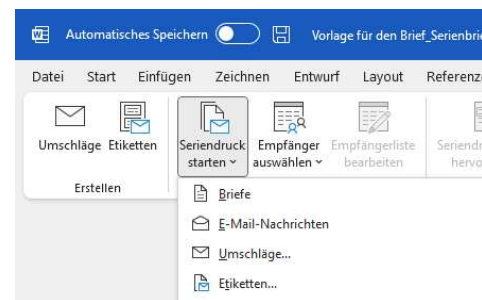 Automatisches Speichern Vorlage für den Brief_Serienbrie
Datei Start Einfügen Zeichnen Entwurf Layout Referenz
Umschläge Etiketten Seriendruck starten Empfänger auswählen Empfängerliste bearbeiten
Erstellen
Briefe
E-Mail-Nachrichten
Umschläge...
Etiketten...